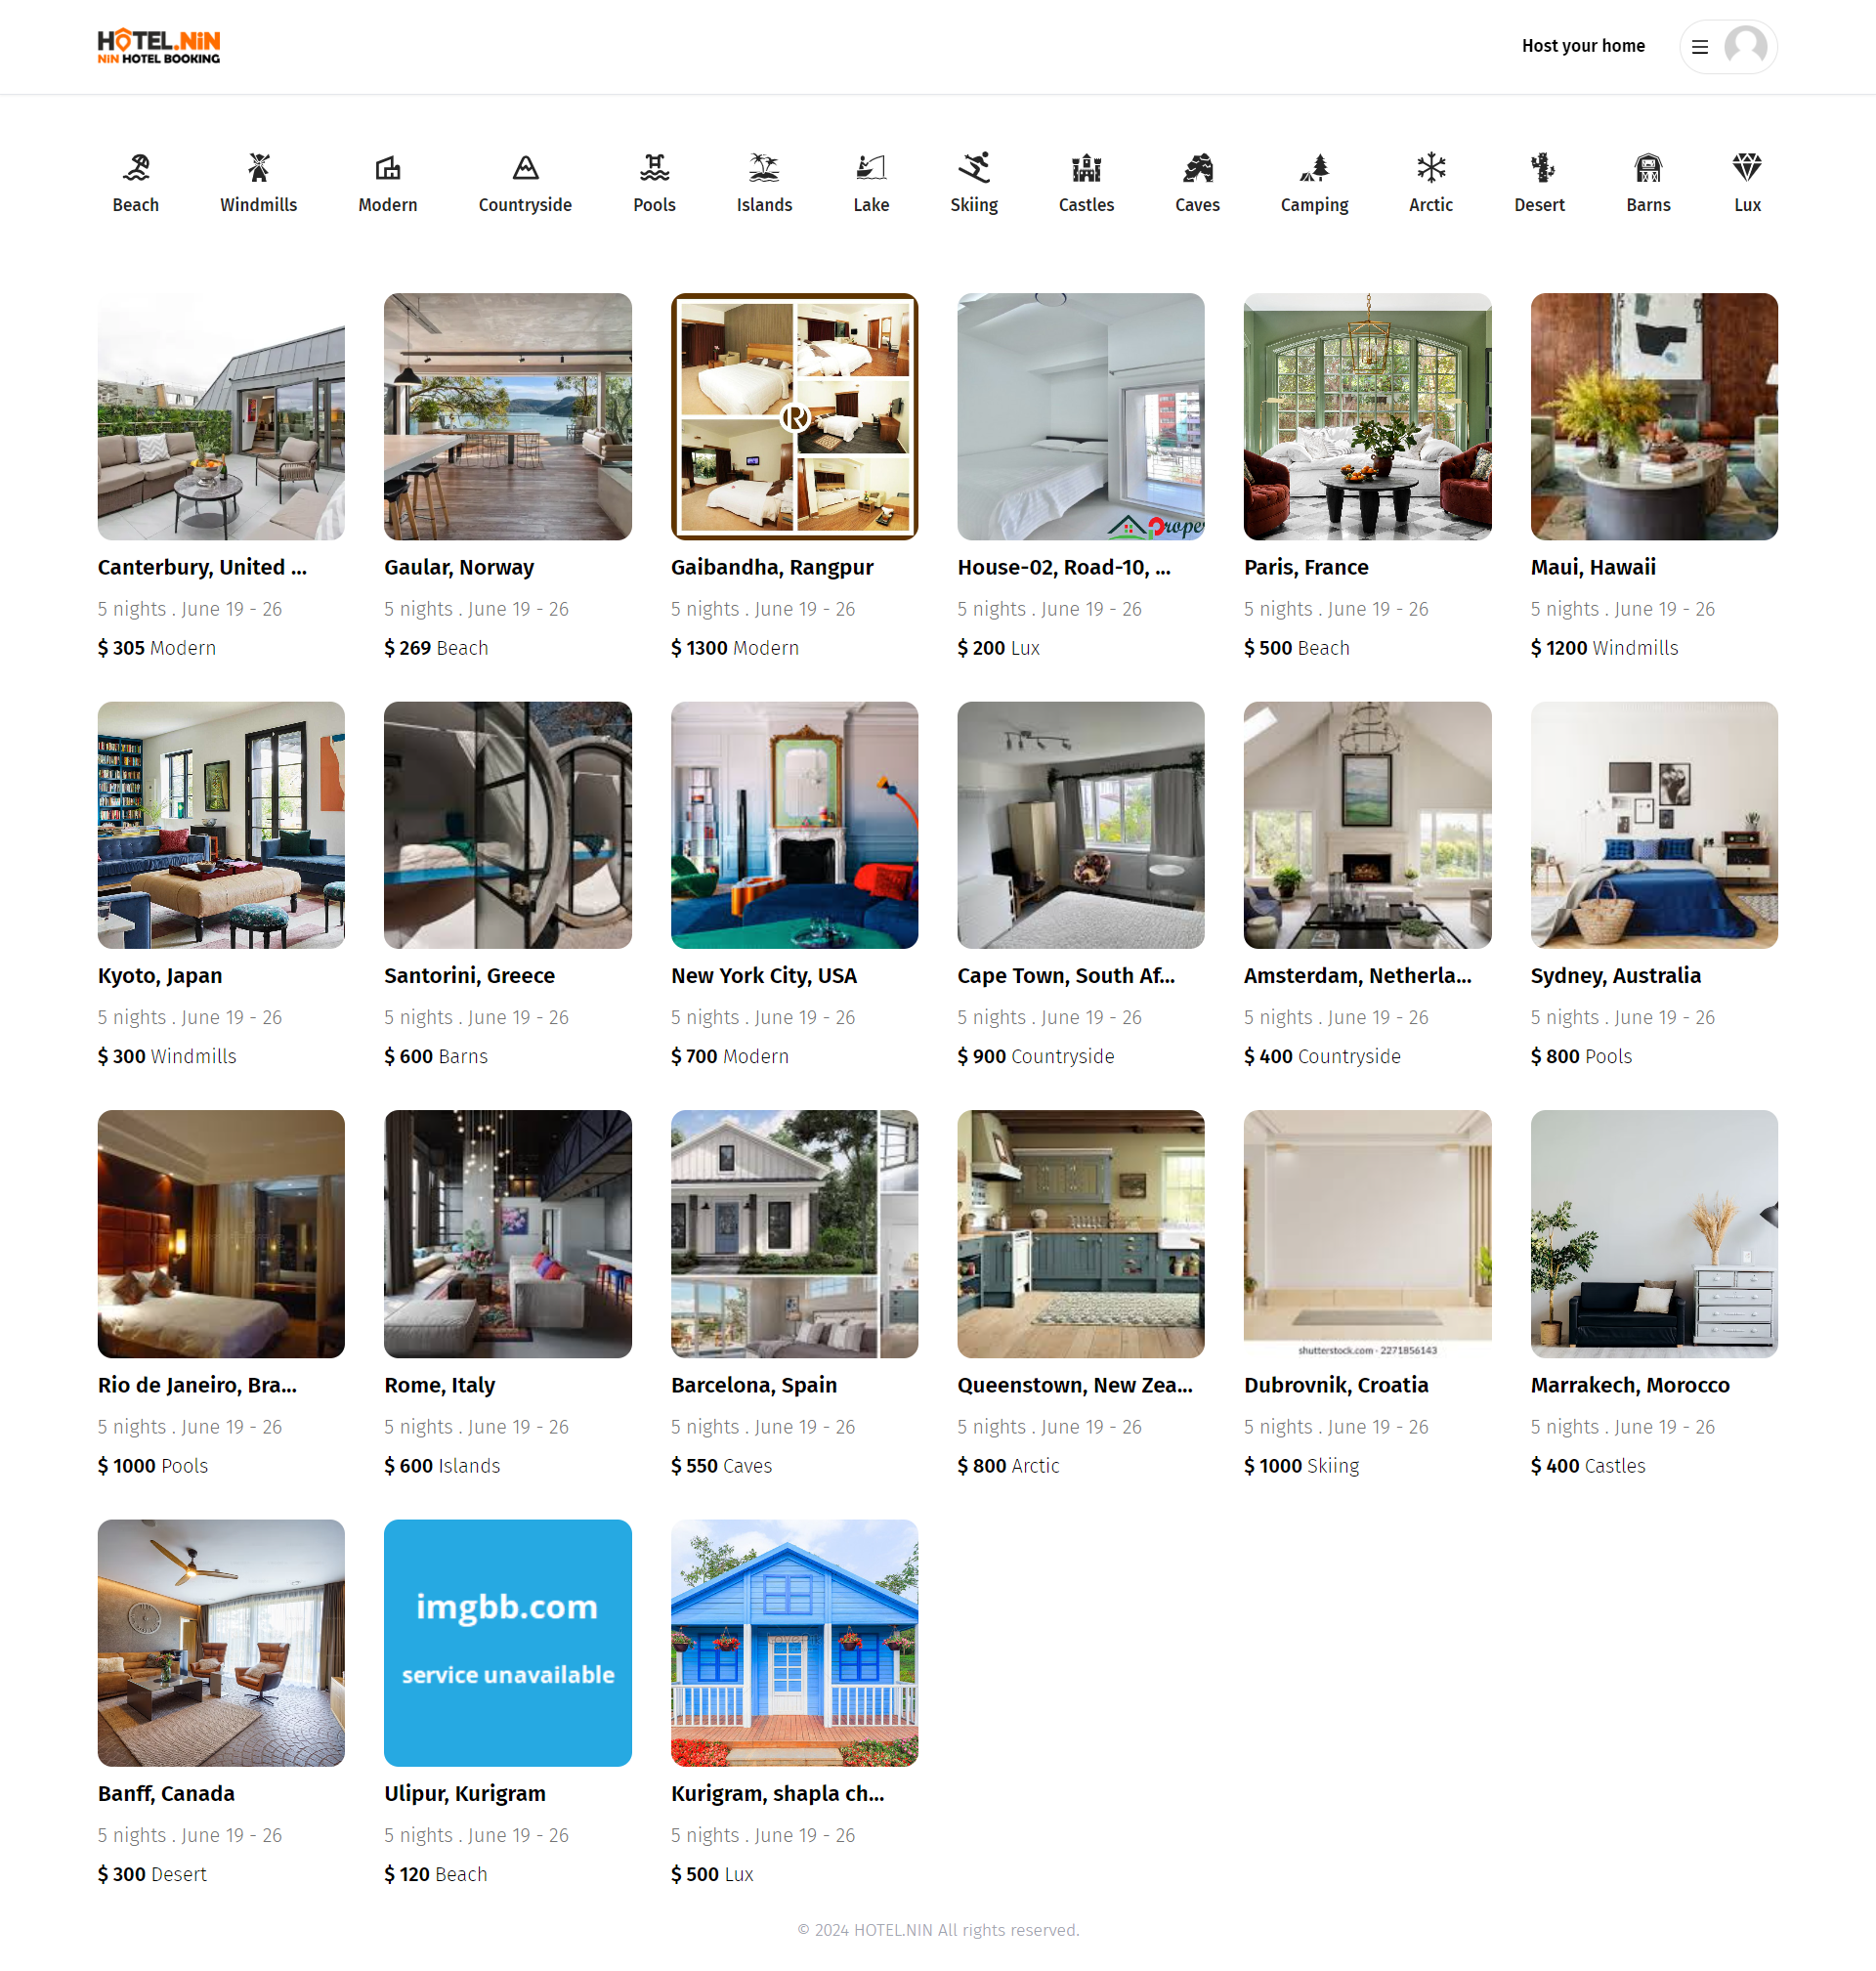 HOTEL.NiN
NiN HOTEL BOOKING
Host your home
Beach
Windmills
Modern
Countryside
Pools
Islands
Lake
Skiing
Castles
Caves
Camping
Arctic
Desert
Barns
Lux
R
Prope
Canterbury, United ...
5 nights . June 19 - 26
$ 305 Modern
Gaular, Norway
5 nights . June 19 - 26
$ 269 Beach
Gaibandha, Rangpur
5 nights . June 19 - 26
$ 1300 Modern
House-02, Road-10, ...
5 nights . June 19 - 26
$ 200 Lux
Paris, France
5 nights . June 19 - 26
$ 500 Beach
Maui, Hawaii
5 nights . June 19 - 26
$ 1200 Windmills
Kyoto, Japan
5 nights . June 19 - 26
$ 300 Windmills
Santorini, Greece
5 nights . June 19 - 26
$ 600 Barns
New York City, USA
5 nights . June 19 - 26
$ 700 Modern
Cape Town, South Af...
5 nights . June 19 - 26
$ 900 Countryside
Amsterdam, Netherla...
5 nights . June 19 - 26
$ 400 Countryside
Sydney, Australia
5 nights . June 19 - 26
$ 800 Pools
Rio de Janeiro, Bra...
5 nights . June 19 - 26
$ 1000 Pools
Rome, Italy
5 nights . June 19 - 26
$ 600 Islands
Barcelona, Spain
5 nights . June 19 - 26
$ 550 Caves
Queenstown, New Zea...
5 nights . June 19 - 26
$ 800 Arctic
shutterstock.com · 2271856143
Dubrovnik, Croatia
5 nights . June 19 - 26
$ 1000 Skiing
Marrakech, Morocco
5 nights . June 19 - 26
$ 400 Castles
Banff, Canada
5 nights . June 19 - 26
$ 300 Desert
imgbb.com
service unavailable
Ulipur, Kurigram
5 nights . June 19 - 26
$ 120 Beach
Kurigram, shapla ch...
5 nights . June 19 - 26
$ 500 Lux
© 2024 HOTEL.NIN All rights reserved.